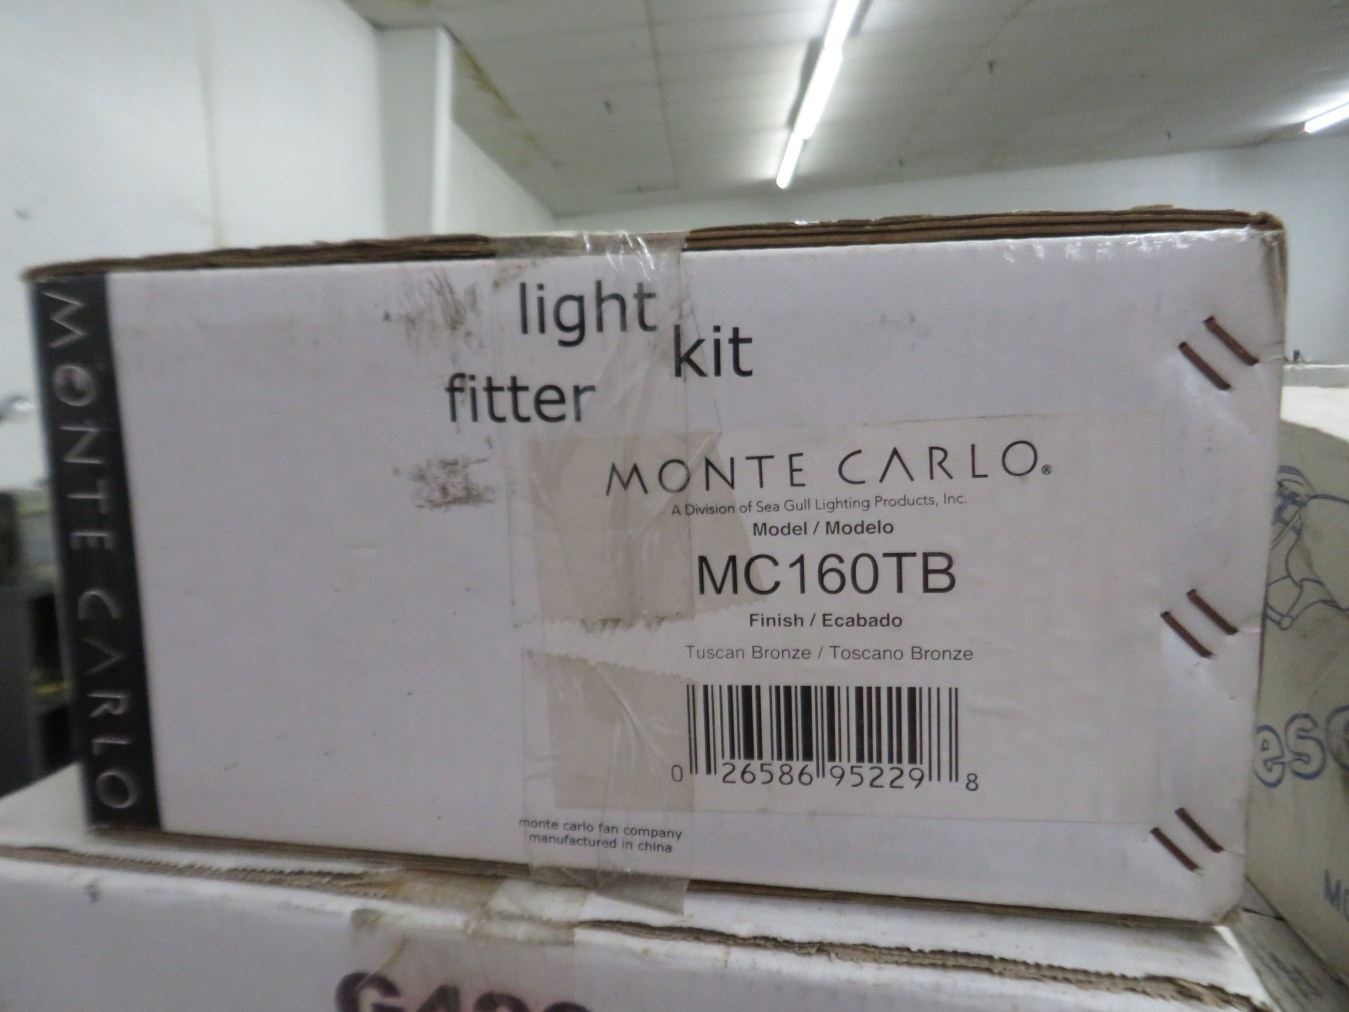 MONTE CARLO
light
kit
fitter
MONTE CARLO®
A Division of Sea Gull Lighting Products, Inc.
Model / Modelo
MC160TB
Finish / Ecabado
Tuscan Bronze / Toscano Bronze
0 26586 95229 8
monte carlo fan company
manufactured in china